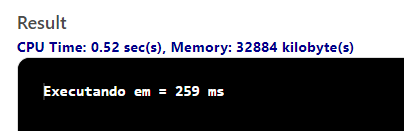 Result
CPU Time: 0.52 sec(s), Memory: 32884 kilobyte(s)
Executando em = 259 ms